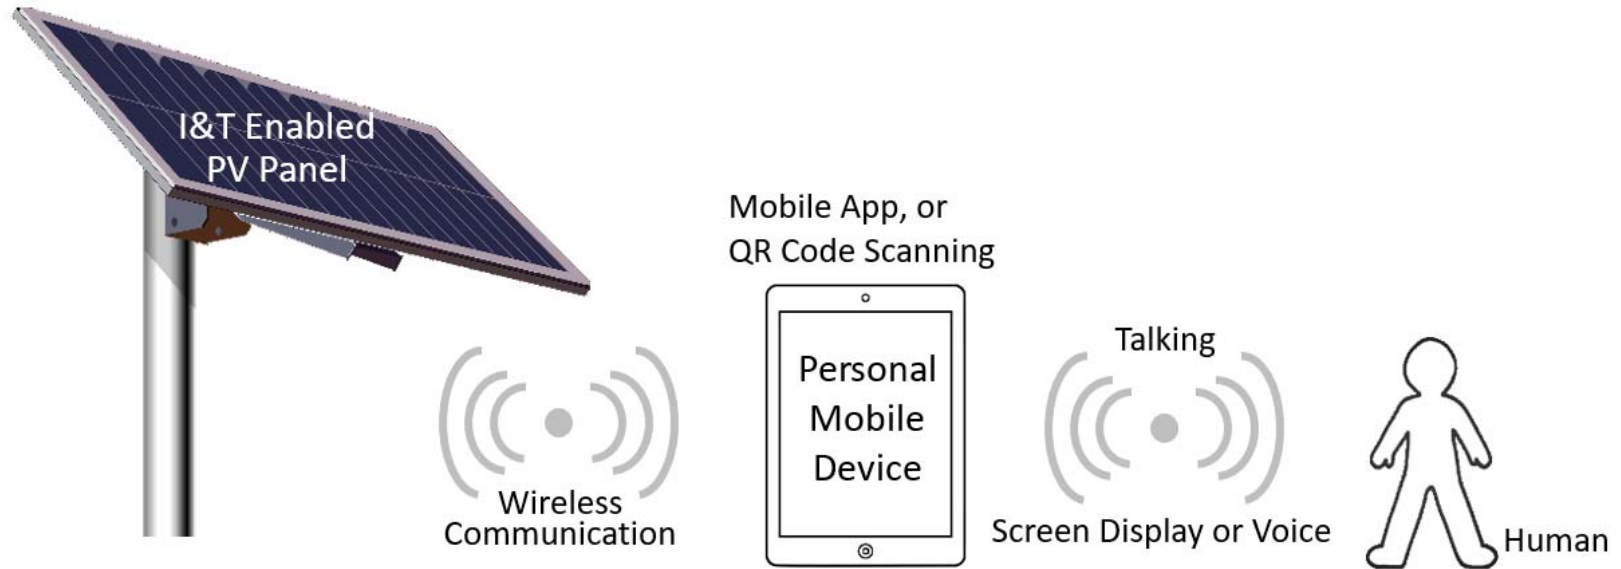 I&T Enabled
PV Panel
Mobile App, or
QR Code Scanning
Personal
Mobile
Device
Wireless
Communication
Talking
Screen Display or Voice
Human